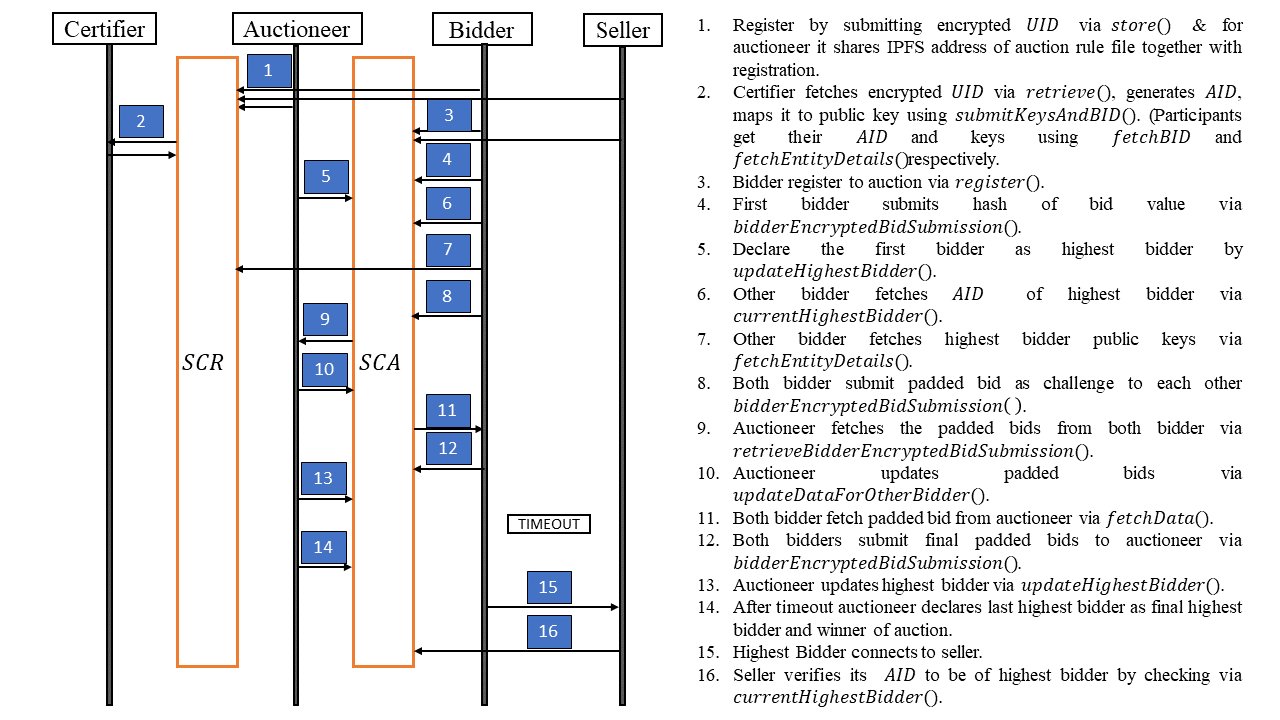 Certifier
Auctioneer
Bidder
Seller
1
2
3
4
5
6
7
8
9
SCR
SCA
10
11
12
13
TIMEOUT
14
15
16
1. Register by submitting encrypted UID via store() & for
auctioneer it shares IPFS address of auction rule file together with
registration.
2. Certifier fetches encrypted UID via retrieve(), generates AID,
maps it to public key using submitKeysAndBID(). (Participants
get their AID and keys using fetchBID and
fetchEntityDetails()respectively.
3. Bidder register to auction via register().
4. First bidder submits hash of bid value via
bidderEncryptedBidSubmission().
5. Declare the first bidder as highest bidder by
updateHighestBidder().
6. Other bidder fetches AID of highest bidder via
currentHighestBidder().
7. Other bidder fetches highest bidder public keys via
fetchEntityDetails().
8. Both bidder submit padded bid as challenge to each other
bidderEncryptedBidSubmission( ).
9. Auctioneer fetches the padded bids from both bidder via
retrieveBidderEncryptedBidSubmission().
10. Auctioneer updates padded bids via
updateDataForOtherBidder().
11. Both bidder fetch padded bid from auctioneer via fetchData().
12. Both bidders submit final padded bids to auctioneer via
bidderEncryptedBidSubmission().
13. Auctioneer updates highest bidder via updateHighestBidder().
14. After timeout auctioneer declares last highest bidder as final highest
bidder and winner of auction.
15. Highest Bidder connects to seller.
16. Seller verifies its AID to be of highest bidder by checking via
currentHighestBidder().